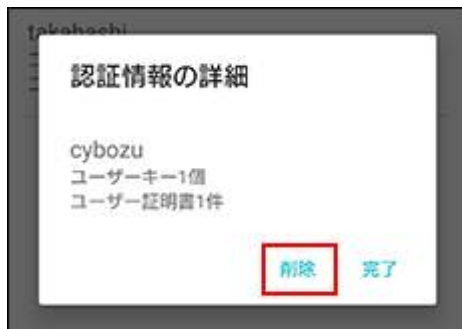 takahashi
認証情報の詳細
cybozu
ユーザーキー1個
ユーザー証明書1件
削除
完了